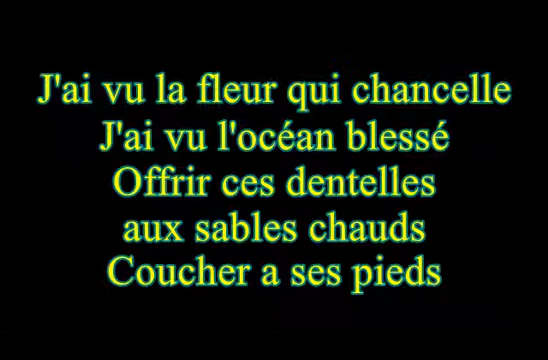 J'ai vu la fleur qui chancelle
J'ai vu l'océan blessé
Offrir ces dentelles
aux sables chauds
Coucher a ses pieds